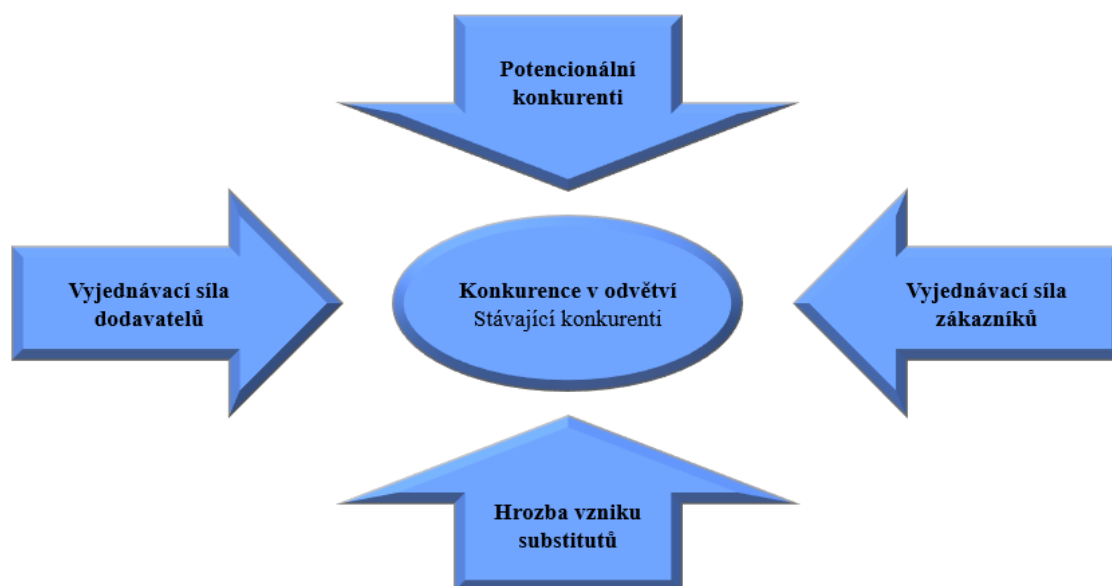 Potencionální
konkurenti
Vyjednávací síla
dodavatelů
Konkurence v odvětví
Stávající konkurenti
Vyjednávací síla
zákazníků
Hrozba vzniku
substitutů